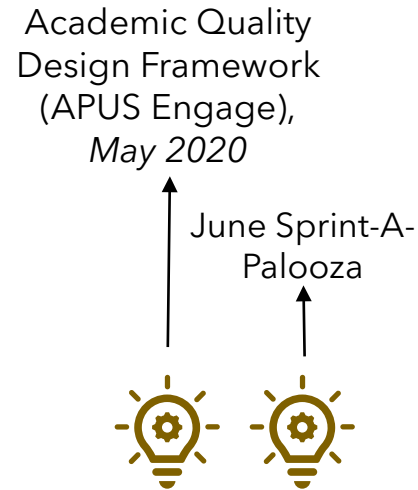 Academic Quality
Design Framework
(APUS Engage),
May 2020
June Sprint-A-
Palooza